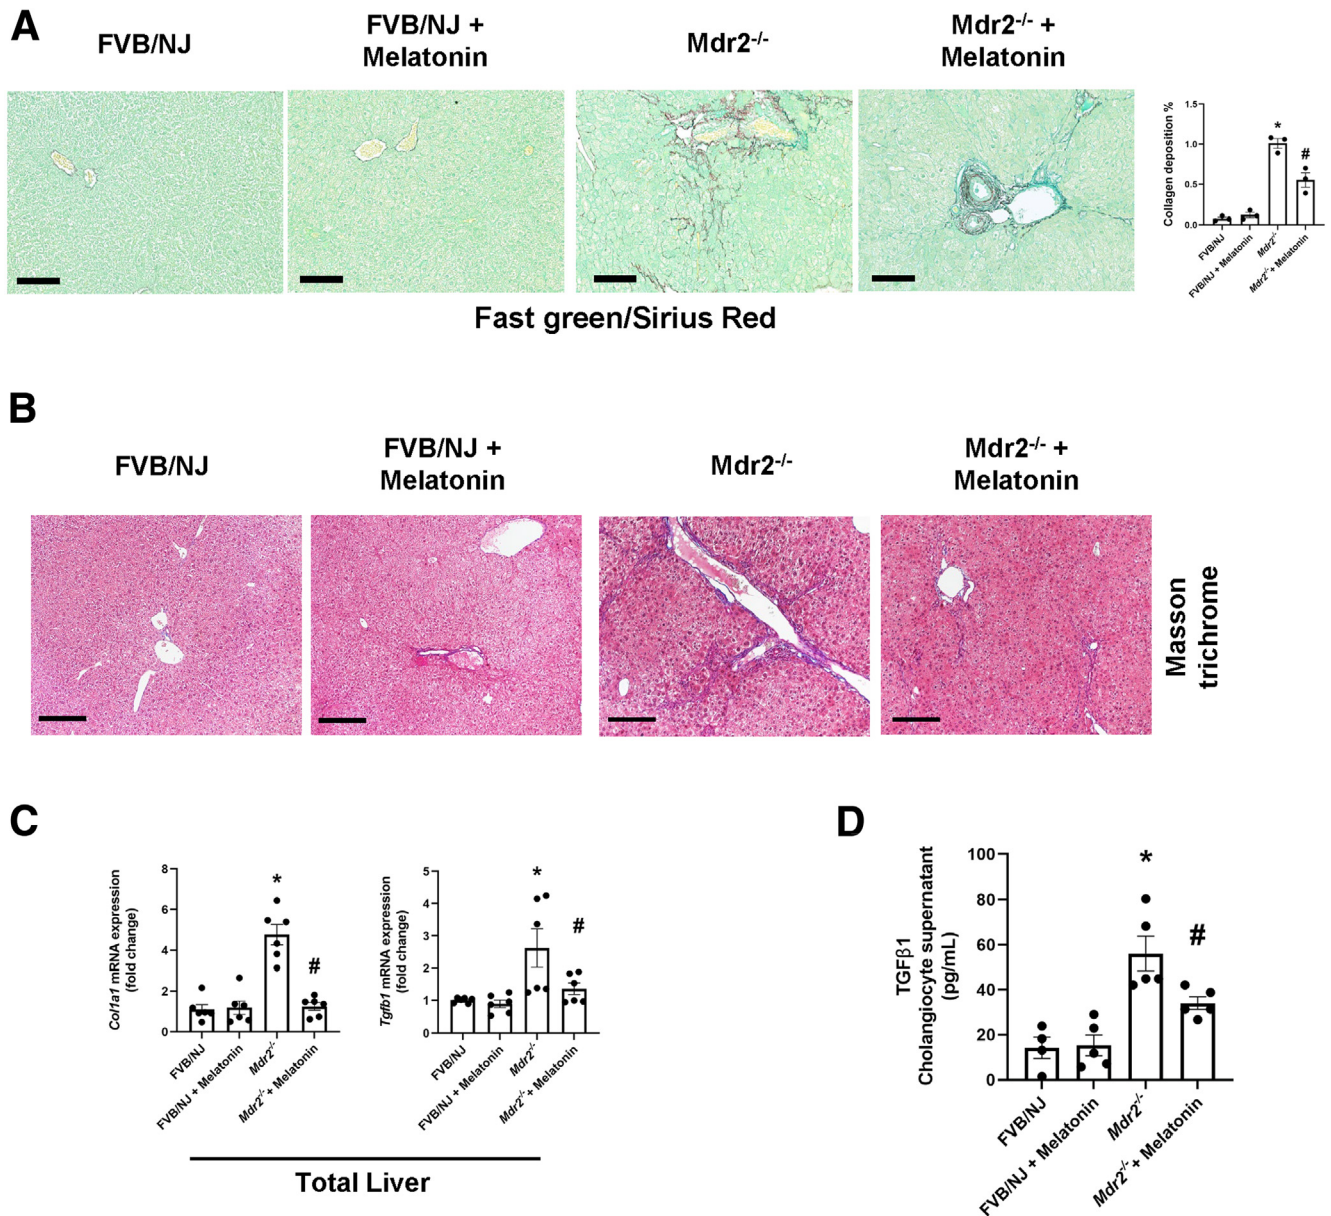 A
FVB/NJ
FVB/NJ +
Melatonin
Mdr2-/-
Mdr2-/- +
Melatonin
Collagen deposition %
1.5
1.0
0.5
0.0
*
#
FVB/NJ
FVB/NJ + Melatonin
Mdr2-/-
Mdr2-/- + Melatonin
Fast green/Sirius Red
B
FVB/NJ
FVB/NJ +
Melatonin
Mdr2-/-
Mdr2-/- +
Melatonin
Masson
trichrome
C
Col1a1 mRNA expression
(fold change)
8
6
4
2
0
*
#
FVB/NJ
FVB/NJ + Melatonin
Mdr2-/-
Mdr2-/- + Melatonin
Tgfb1 mRNA expression
(fold change)
5
4
3
2
1
0
*
#
FVB/NJ
FVB/NJ + Melatonin
Mdr2-/-
Mdr2-/- + Melatonin
Total Liver
D
TGFβ1
Cholangiocyte supernatant
(pg/mL)
100
80
60
40
20
0
*
#
FVB/NJ
FVB/NJ + Melatonin
Mdr2-/-
Mdr2-/- + Melatonin